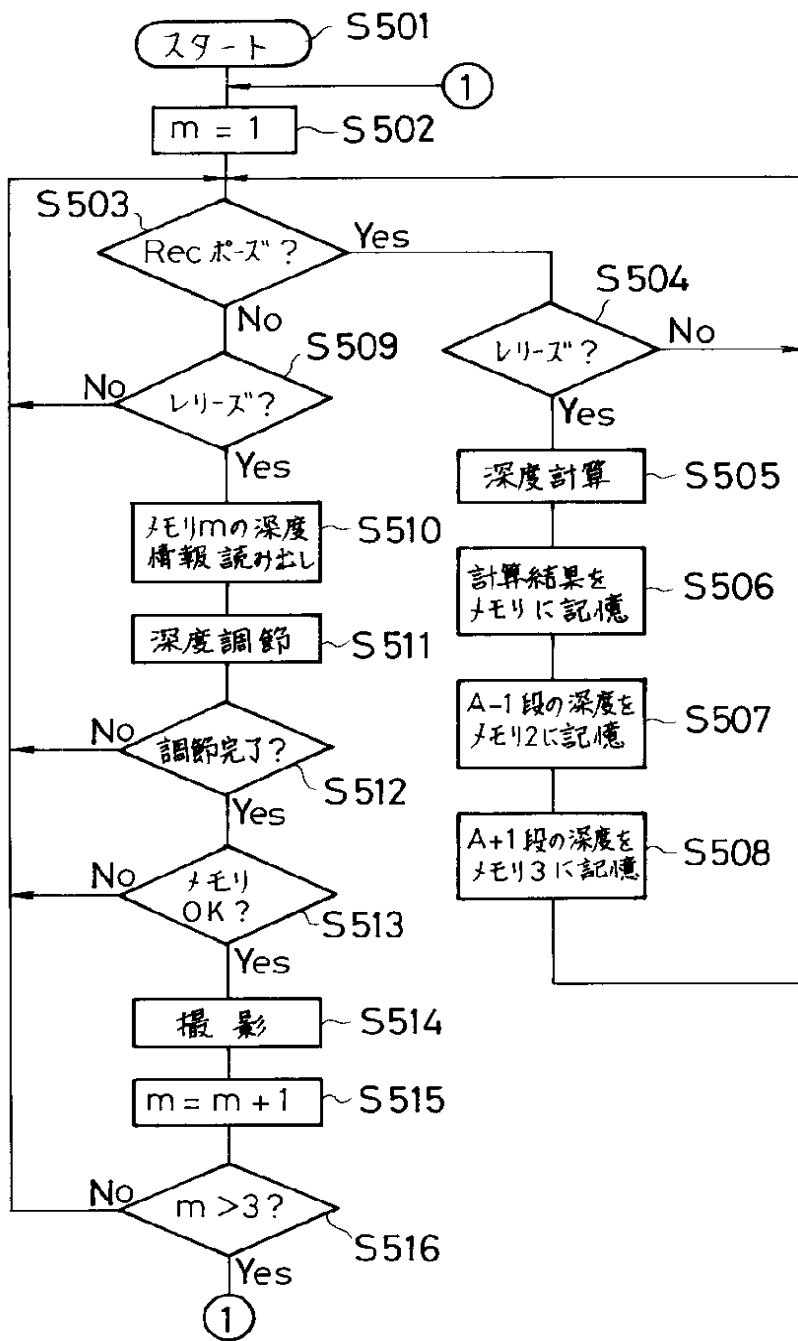 スタート
S501
①
m = 1
S502
S503
Rec ポーズ?
Yes
No
S504
レリーズ?
No
Yes
S509
レリーズ?
No
Yes
深度計算
S505
メモリmの深度
情報読み出し
S510
計算結果を
メモリに記憶
S506
深度調節
S511
A-1段の深度を
メモリ2に記憶
S507
調節完了?
No
Yes
S512
A+1段の深度を
メモリ3に記憶
S508
メモリ
OK?
No
Yes
S513
撮影
S514
m = m + 1
S515
m > 3?
No
Yes
S516
①